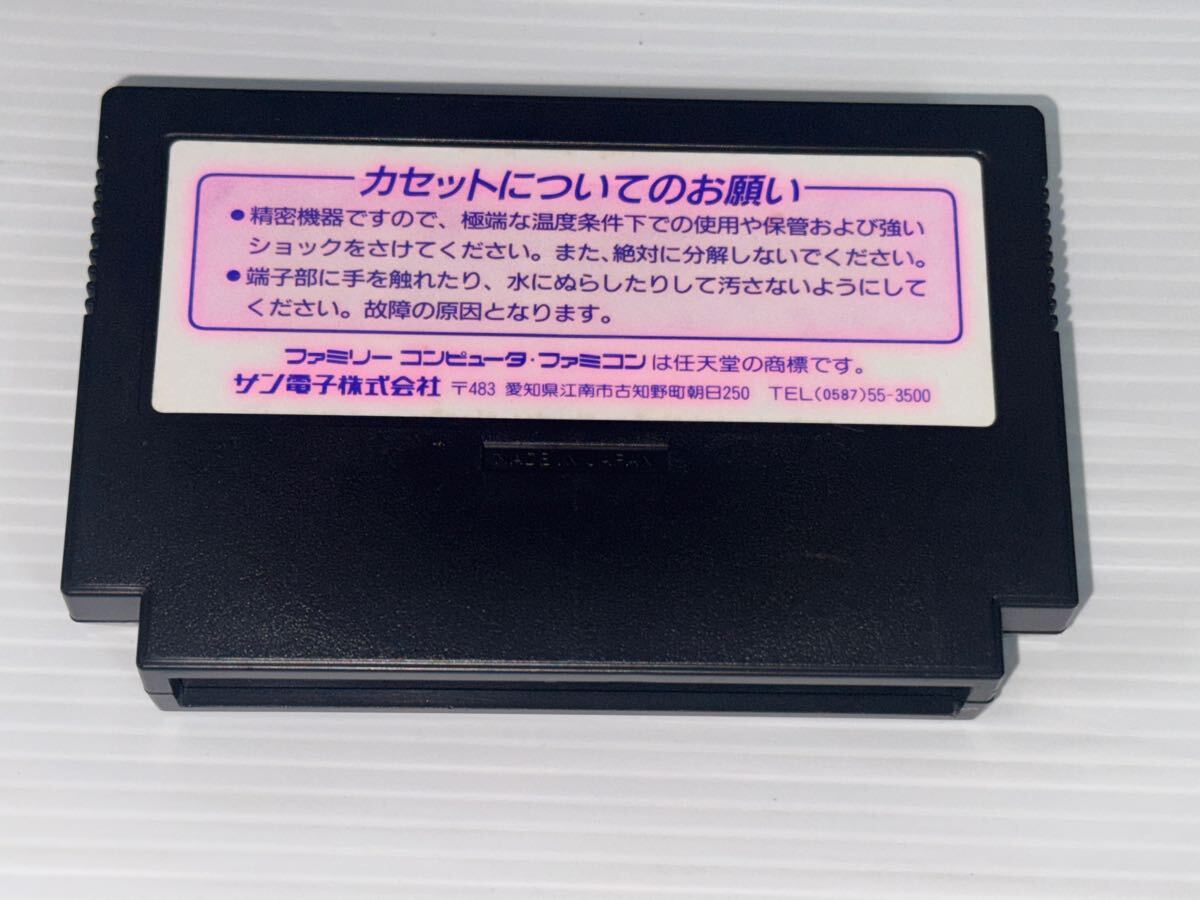 カセットについてのお願い
●精密機器ですので、極端な温度条件下での使用や保管および強い
ショックをさけてください。また、絶対に分解しないでください。
●端子部に手を触れたり、水にぬらしたりして汚さないようにして
ください。故障の原因となります。
ファミリー コンピュータ・ファミコンは任天堂の商標です。
サン電子株式会社 〒483 愛知県江南市古知野町朝日250 TEL(0587)55-3500
MADE IN JAPAN